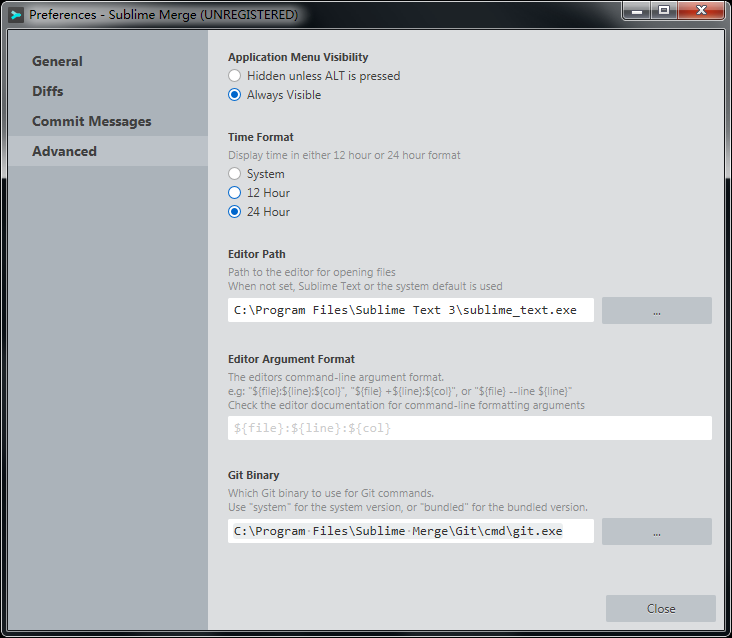 Preferences - Sublime Merge (UNREGISTERED)
General
Diffs
Commit Messages
Advanced
Application Menu Visibility
Hidden unless ALT is pressed
Always Visible
Time Format
Display time in either 12 hour or 24 hour format
System
12 Hour
24 Hour
Editor Path
Path to the editor for opening files
When not set, Sublime Text or the system default is used
C:\Program Files\Sublime Text 3\sublime_text.exe
...
Editor Argument Format
The editors command-line argument format.
e.g: "${file}:${line}:${col}", "${file} +${line}:${col}", or "${file} --line ${line}"
Check the editor documentation for command-line formatting arguments
${file}:${line}:${col}
Git Binary
Which Git binary to use for Git commands.
Use "system" for the system version, or "bundled" for the bundled version.
C:\Program Files\Sublime Merge\Git\cmd\git.exe
...
Close